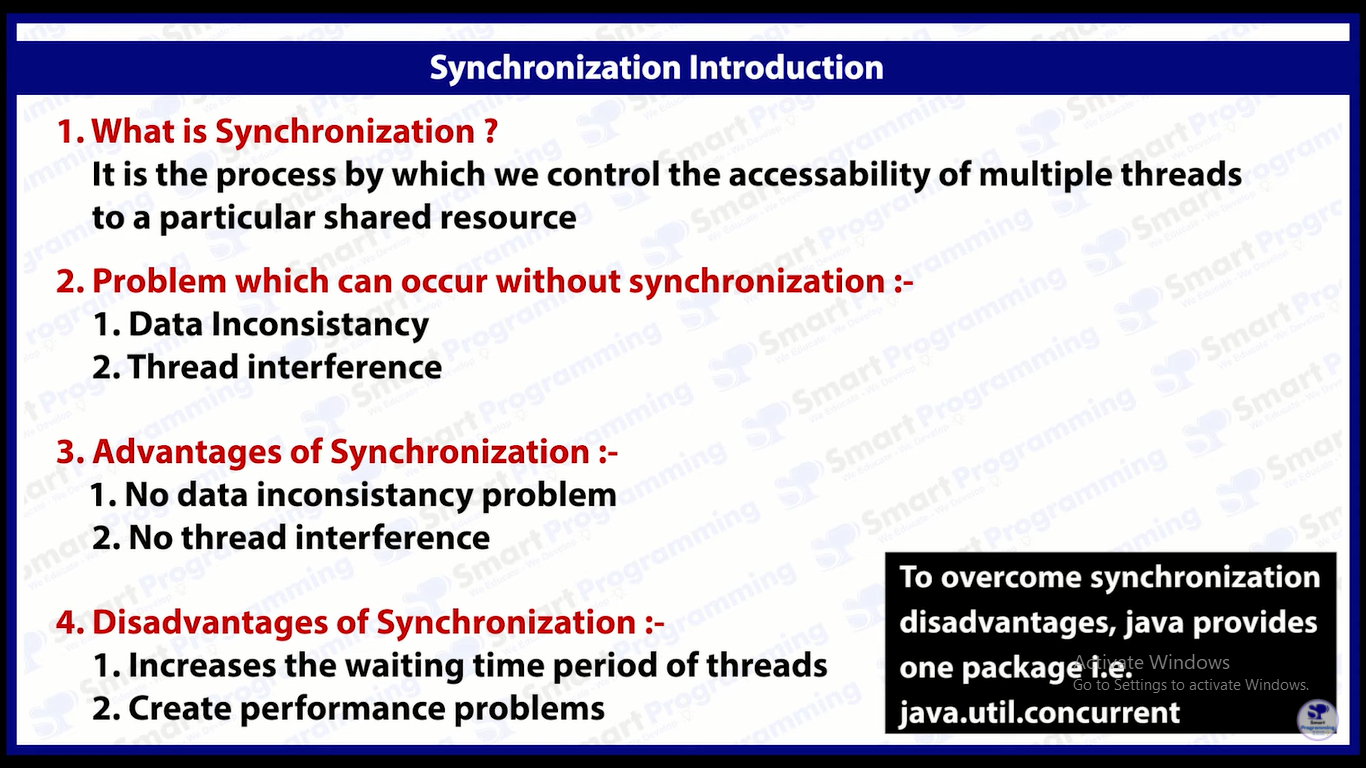 Synchronization Introduction
1. What is Synchronization ?
It is the process by which we control the accessability of multiple threads
to a particular shared resource
2. Problem which can occur without synchronization :-
1. Data Inconsistancy
2. Thread interference
3. Advantages of Synchronization :-
1. No data inconsistancy problem
2. No thread interference
4. Disadvantages of Synchronization :-
1. Increases the waiting time period of threads
2. Create performance problems
To overcome synchronization
disadvantages, java provides
one package i.e.
java.util.concurrent
Activate Windows
Go to Settings to activate Windows.
Smart Programming